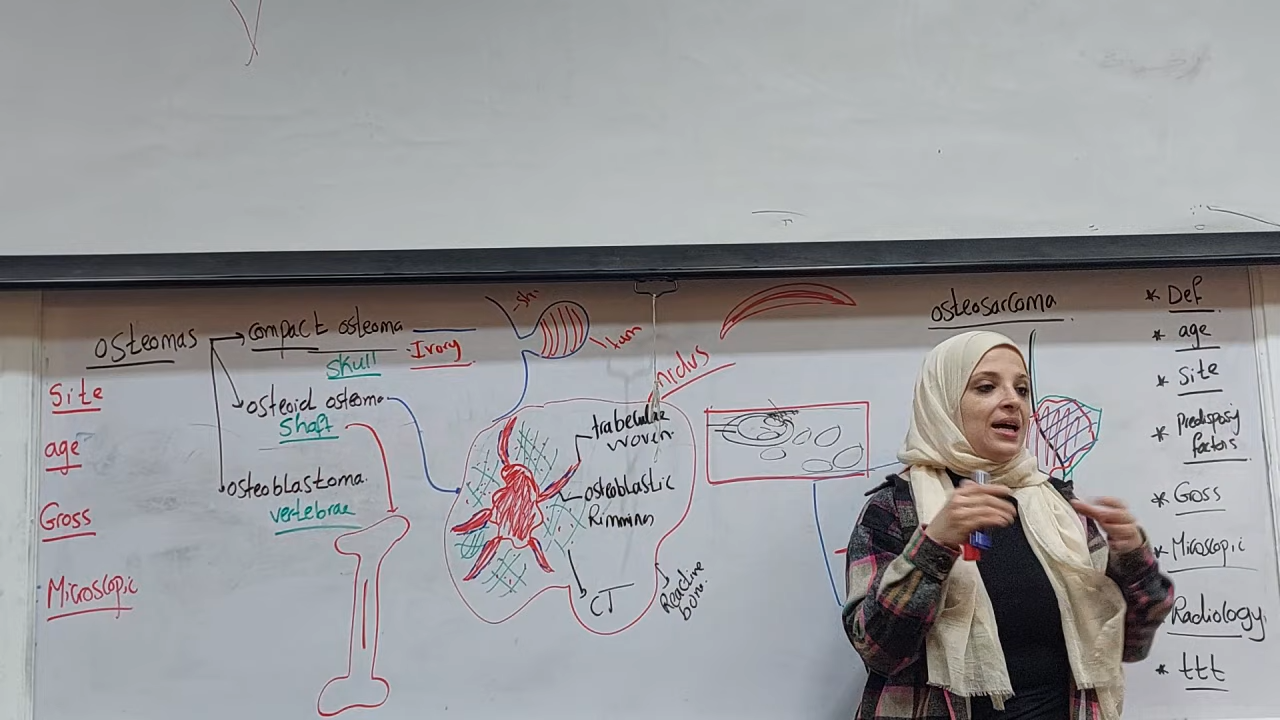 osteomas
compact osteoma
skull
Ivory
osteoid osteoma
shaft
osteoblastoma
vertebrae
Site
age
Gross
Microscopic
nidus
trabeculae
woven
osteoblastic
Rimming
CT
Reactive
bone.
osteosarcoma
* Def
* age
* Site
* Predisposing
factors
* Gross
* Microscopic
Radiology
* ttt